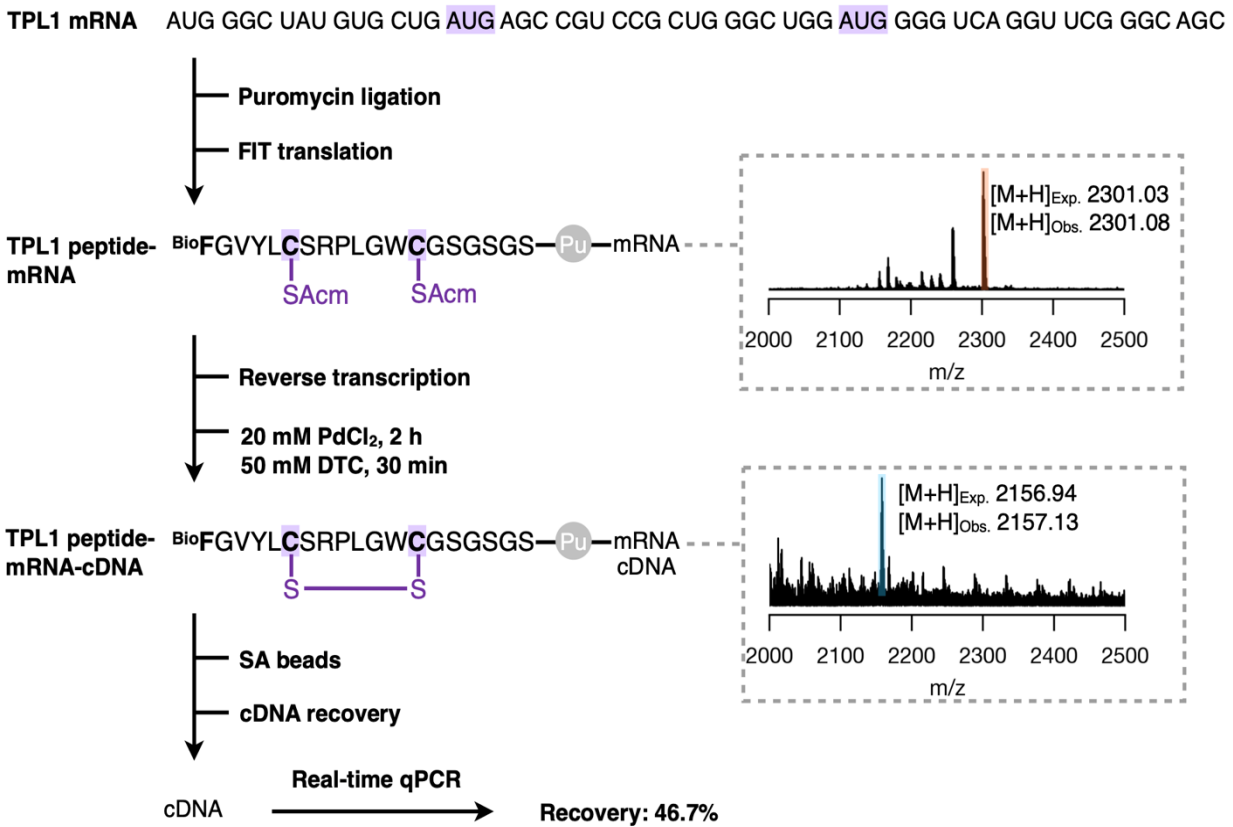 TPL1 mRNA AUG GGC UAU GUG CUG AUG AGC CGU CCG CUG GGC UGG AUG GGG UCA GGU UCG GGC AGC
Puromycin ligation
FIT translation
TPL1 peptide-
mRNA
BioFGVYLCSRPLGWCGSGSGS Pu mRNA
SAcm SAcm
[M+H]Exp. 2301.03
[M+H]Obs. 2301.08
2000 2100 2200 2300 2400 2500
m/z
Reverse transcription
20 mM PdCl₂, 2 h
50 mM DTC, 30 min
TPL1 peptide-
mRNA-cDNA
BioFGVYLCSRPLGWCGSGSGS Pu mRNA
cDNA
S S
[M+H]Exp. 2156.94
[M+H]Obs. 2157.13
2000 2100 2200 2300 2400 2500
m/z
SA beads
cDNA recovery
cDNA
Real-time qPCR
Recovery: 46.7%